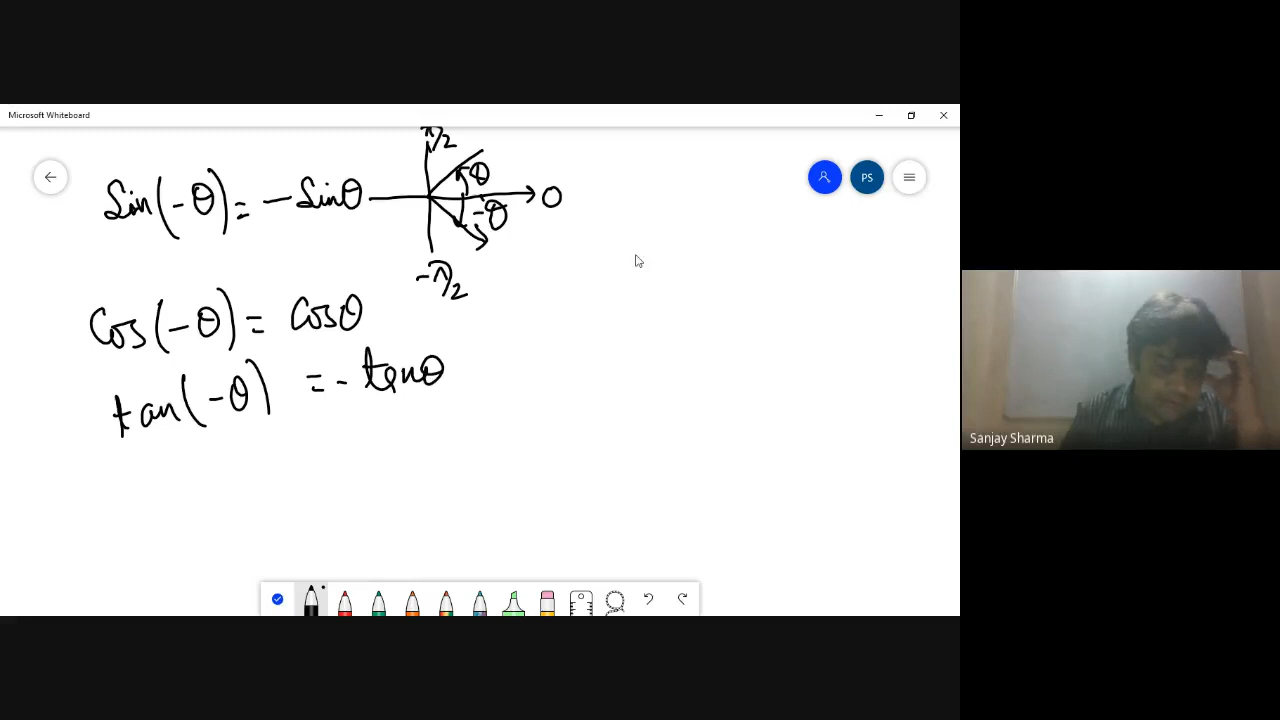 Microsoft Whiteboard
π/2
Sin(-θ) = - Sinθ
θ
-θ
0
PS
-π/2
Cos(-θ) = Cosθ
tan(-θ) = - tanθ
Sanjay Sharma